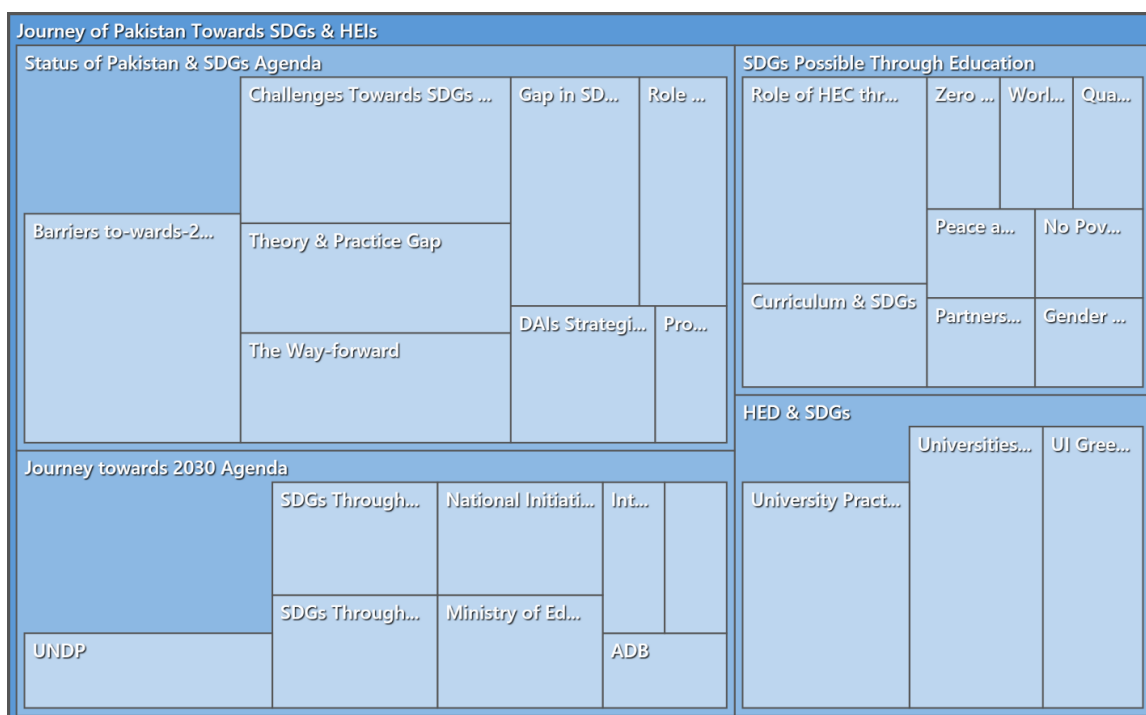 Journey of Pakistan Towards SDGs & HEIs
Status of Pakistan & SDGs Agenda
Challenges Towards SDGs ...
Gap in SD...
Role ...
Barriers to-wards-2...
Theory & Practice Gap
The Way-forward
DAIs Strategi...
Pro...
SDGs Possible Through Education
Role of HEC thr...
Zero ...
Worl...
Qua...
Peace a...
No Pov...
Curriculum & SDGs
Partners...
Gender ...
Journey towards 2030 Agenda
SDGs Through...
National Initiati...
Int...
SDGs Through...
Ministry of Ed...
UNDP
ADB
HED & SDGs
Universities...
UI Gree...
University Pract...